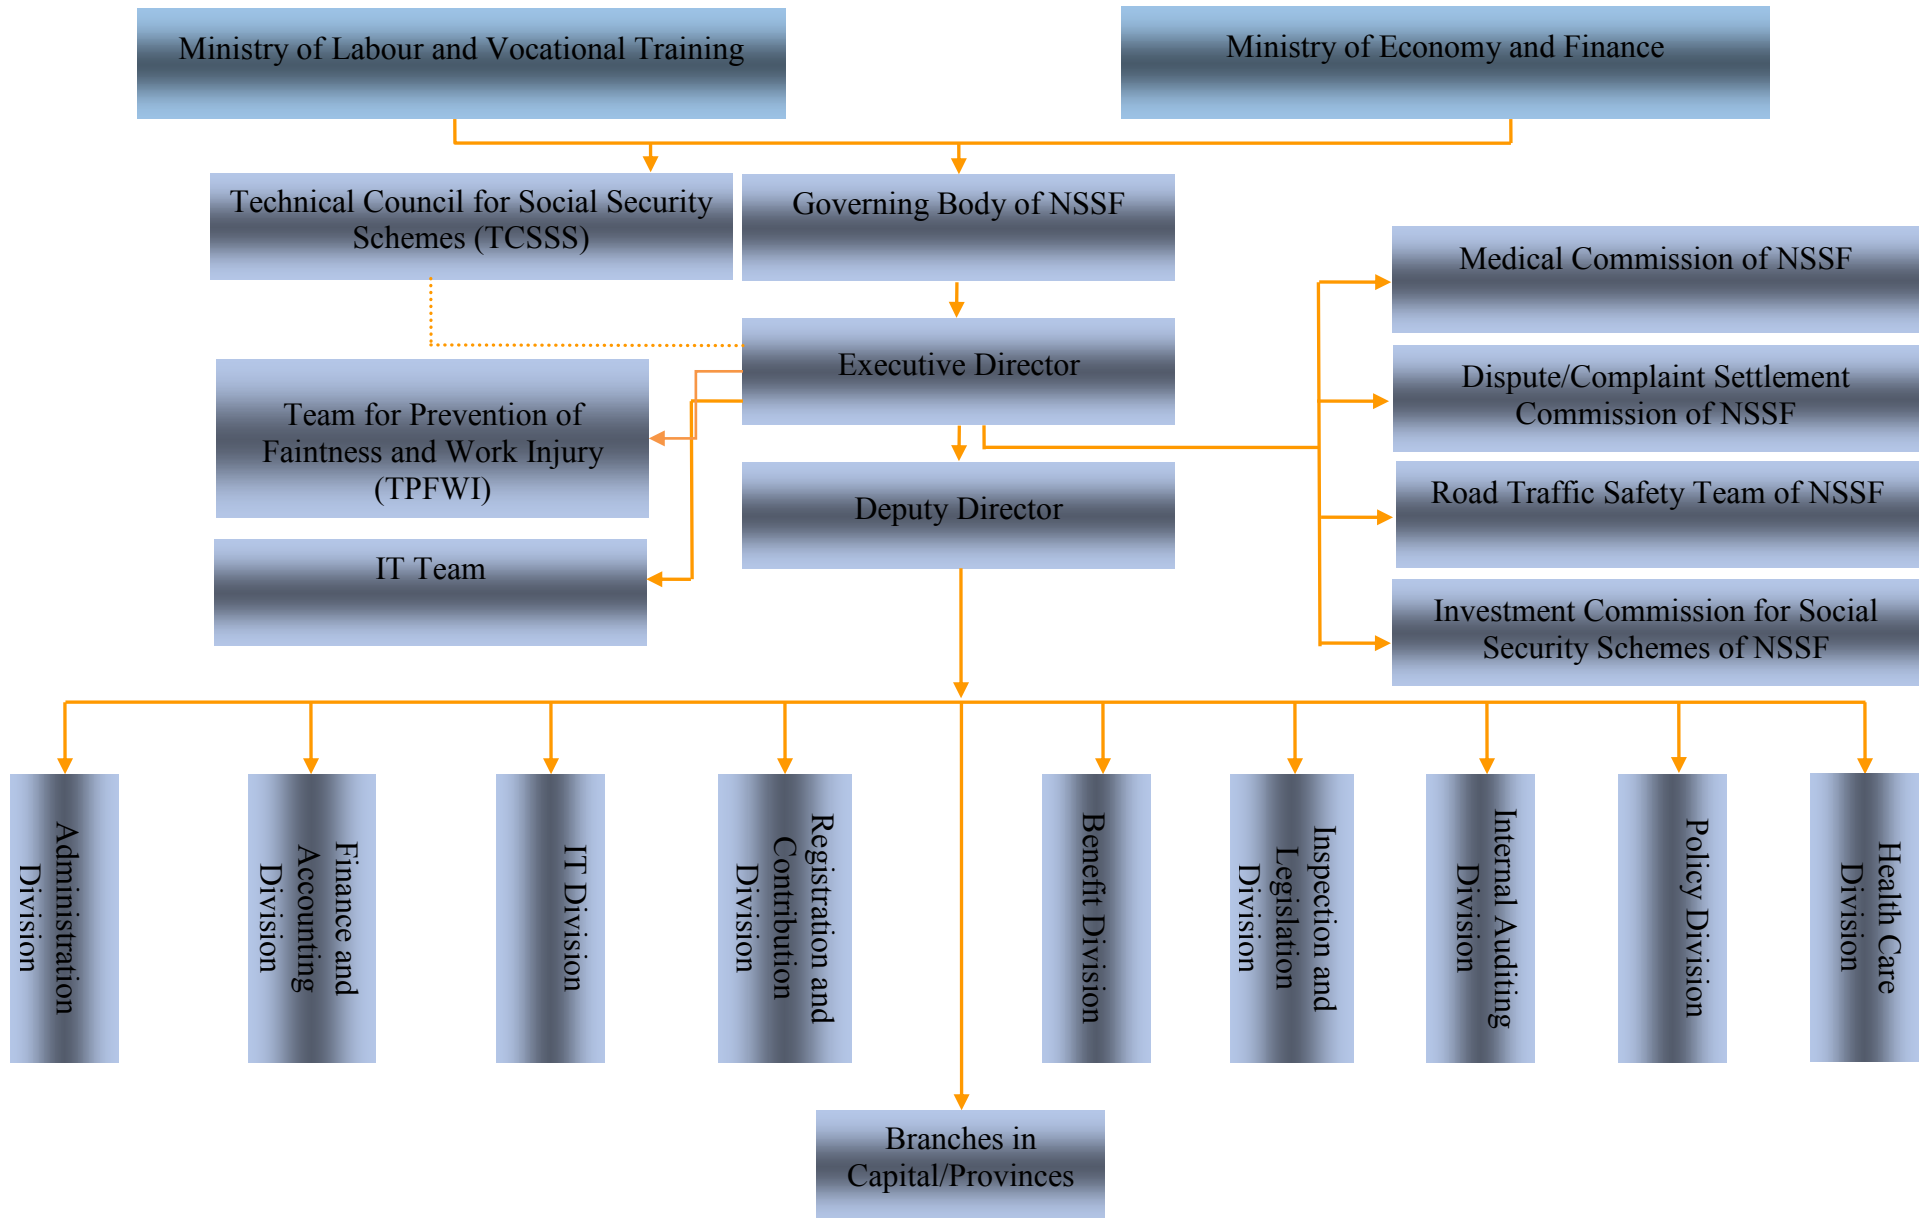 Ministry of Labour and Vocational Training
Ministry of Economy and Finance
Technical Council for Social Security
Schemes (TCSSS)
Governing Body of NSSF
Medical Commission of NSSF
Executive Director
Dispute/Complaint Settlement
Commission of NSSF
Team for Prevention of
Faintness and Work Injury
(TPFWI)
Deputy Director
Road Traffic Safety Team of NSSF
IT Team
Investment Commission for Social
Security Schemes of NSSF
Administration
Division
Finance and
Accounting
Division
IT Division
Registration and
Contribution
Division
Benefit Division
Inspection and
Legislation
Division
Internal Auditing
Division
Policy Division
Health Care
Division
Branches in
Capital/Provinces